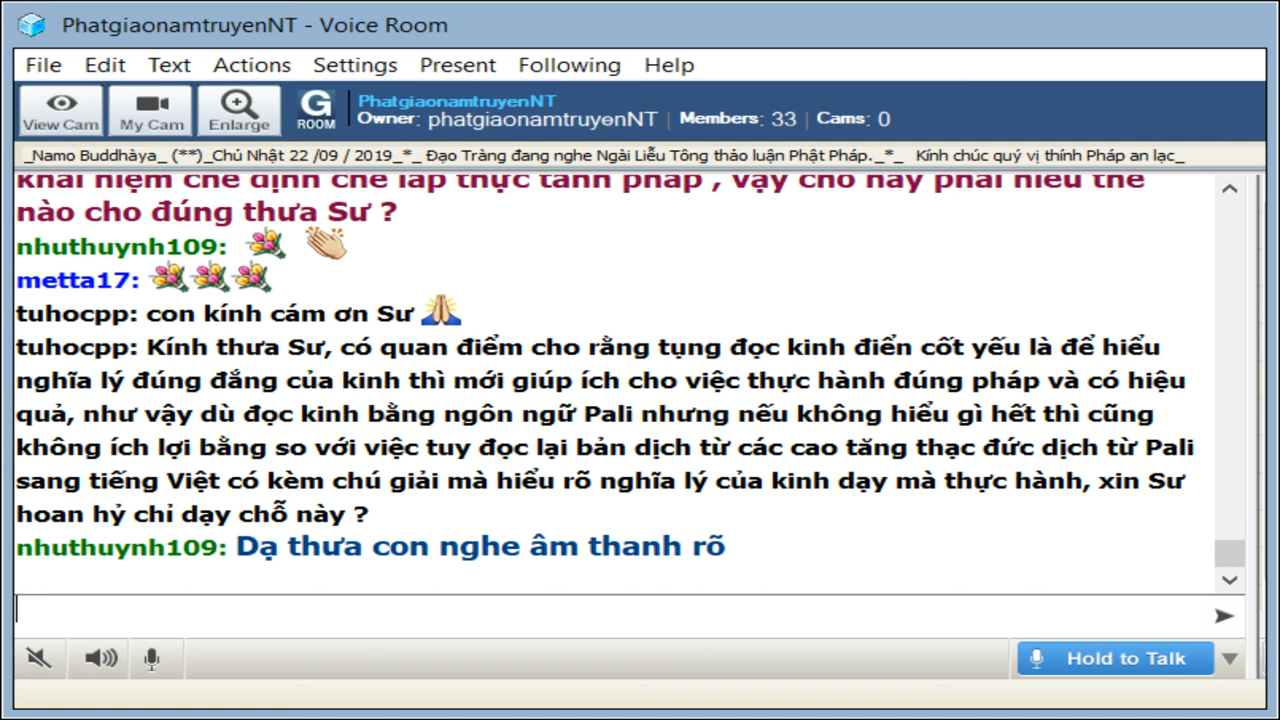 PhatgiaonamtruyenNT - Voice Room
File Edit Text Actions Settings Present Following Help
View Cam My Cam Enlarge G ROOM
PhatgiaonamtruyenNT
Owner: phatgiaonamtruyenNT | Members: 33 | Cams: 0
_Namo Buddhàya_ (**)_Chủ Nhật 22 /09 / 2019_*_ Đạo Tràng đang nghe Ngài Liễu Tông thảo luận Phật Pháp._*_ Kính chúc quý vị thính Pháp an lạc_
khái niệm chế định che lấp thực tánh pháp , vậy chỗ này phải hiểu thế
nào cho đúng thưa Sư ?
nhuthuynh109:
metta17:
tuhocpp: con kính cám ơn Sư
tuhocpp: Kính thưa Sư, có quan điểm cho rằng tụng đọc kinh điển cốt yếu là để hiểu
nghĩa lý đúng đắng của kinh thì mới giúp ích cho việc thực hành đúng pháp và có hiệu
quả, như vậy dù đọc kinh bằng ngôn ngữ Pali nhưng nếu không hiểu gì hết thì cũng
không ích lợi bằng so với việc tuy đọc lại bản dịch từ các cao tăng thạc đức dịch từ Pali
sang tiếng Việt có kèm chú giải mà hiểu rõ nghĩa lý của kinh dạy mà thực hành, xin Sư
hoan hỷ chỉ dạy chỗ này ?
nhuthuynh109: Dạ thưa con nghe âm thanh rõ
Hold to Talk